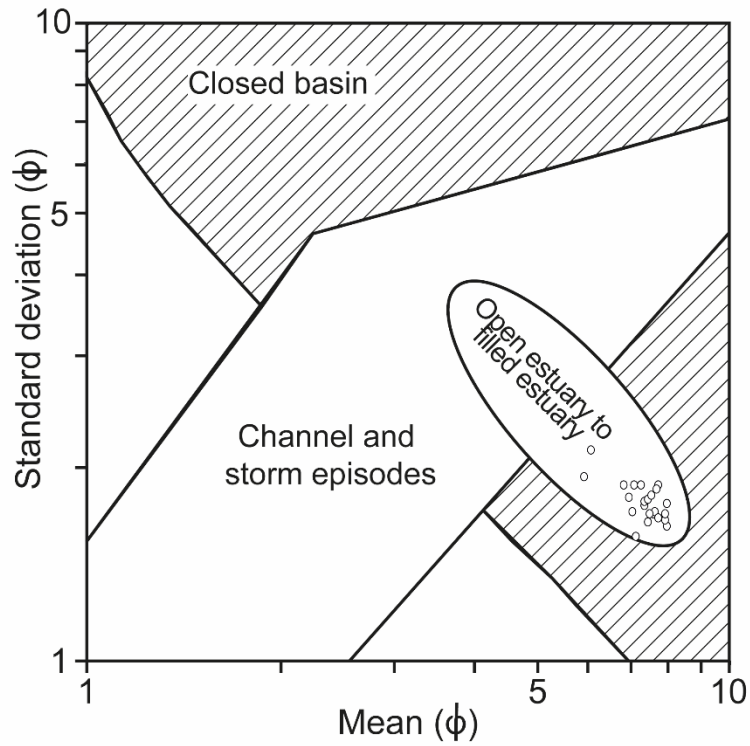 10
Closed basin
5
Standard deviation (ϕ)
Open estuary to
filled estuary
Channel and
storm episodes
1
1
5
10
Mean (ϕ)